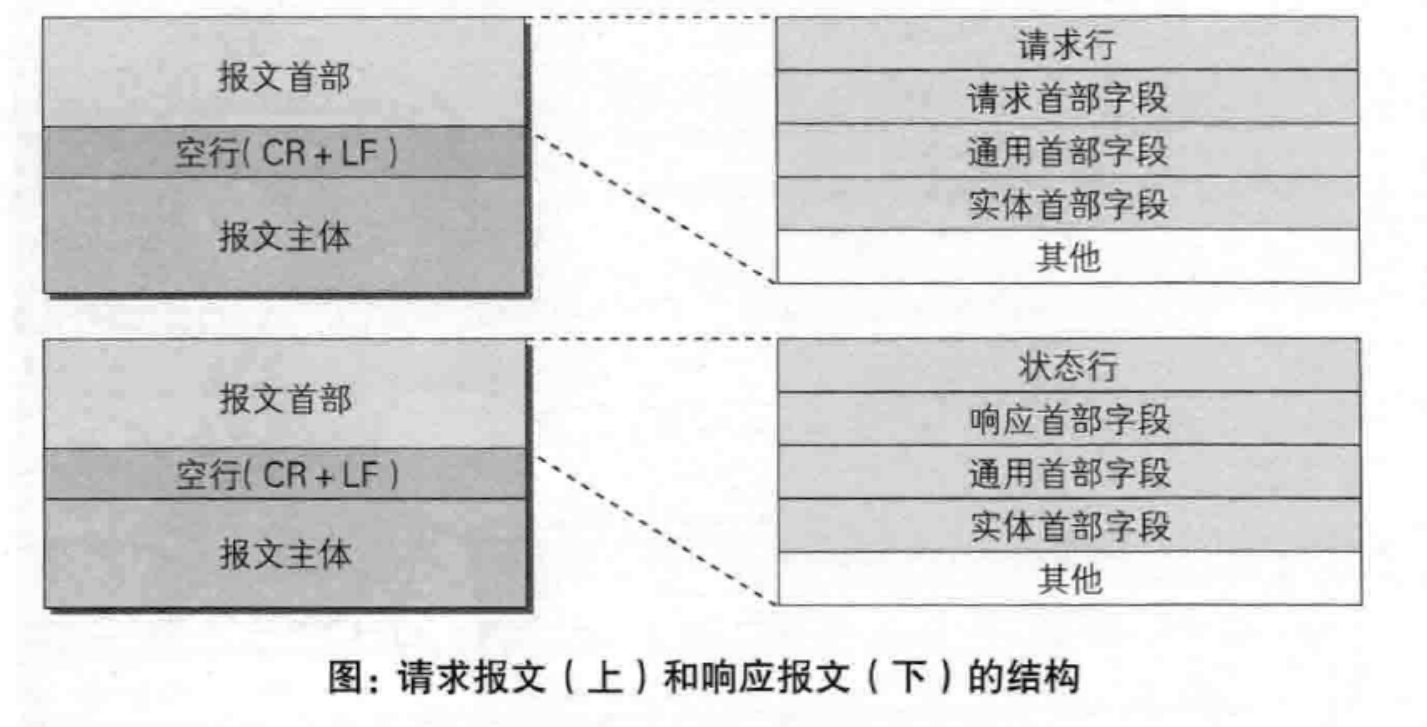 报文首部
空行(CR+LF)
报文主体
请求行
请求首部字段
通用首部字段
实体首部字段
其他
报文首部
空行(CR+LF)
报文主体
状态行
响应首部字段
通用首部字段
实体首部字段
其他
图：请求报文（上）和响应报文（下）的结构